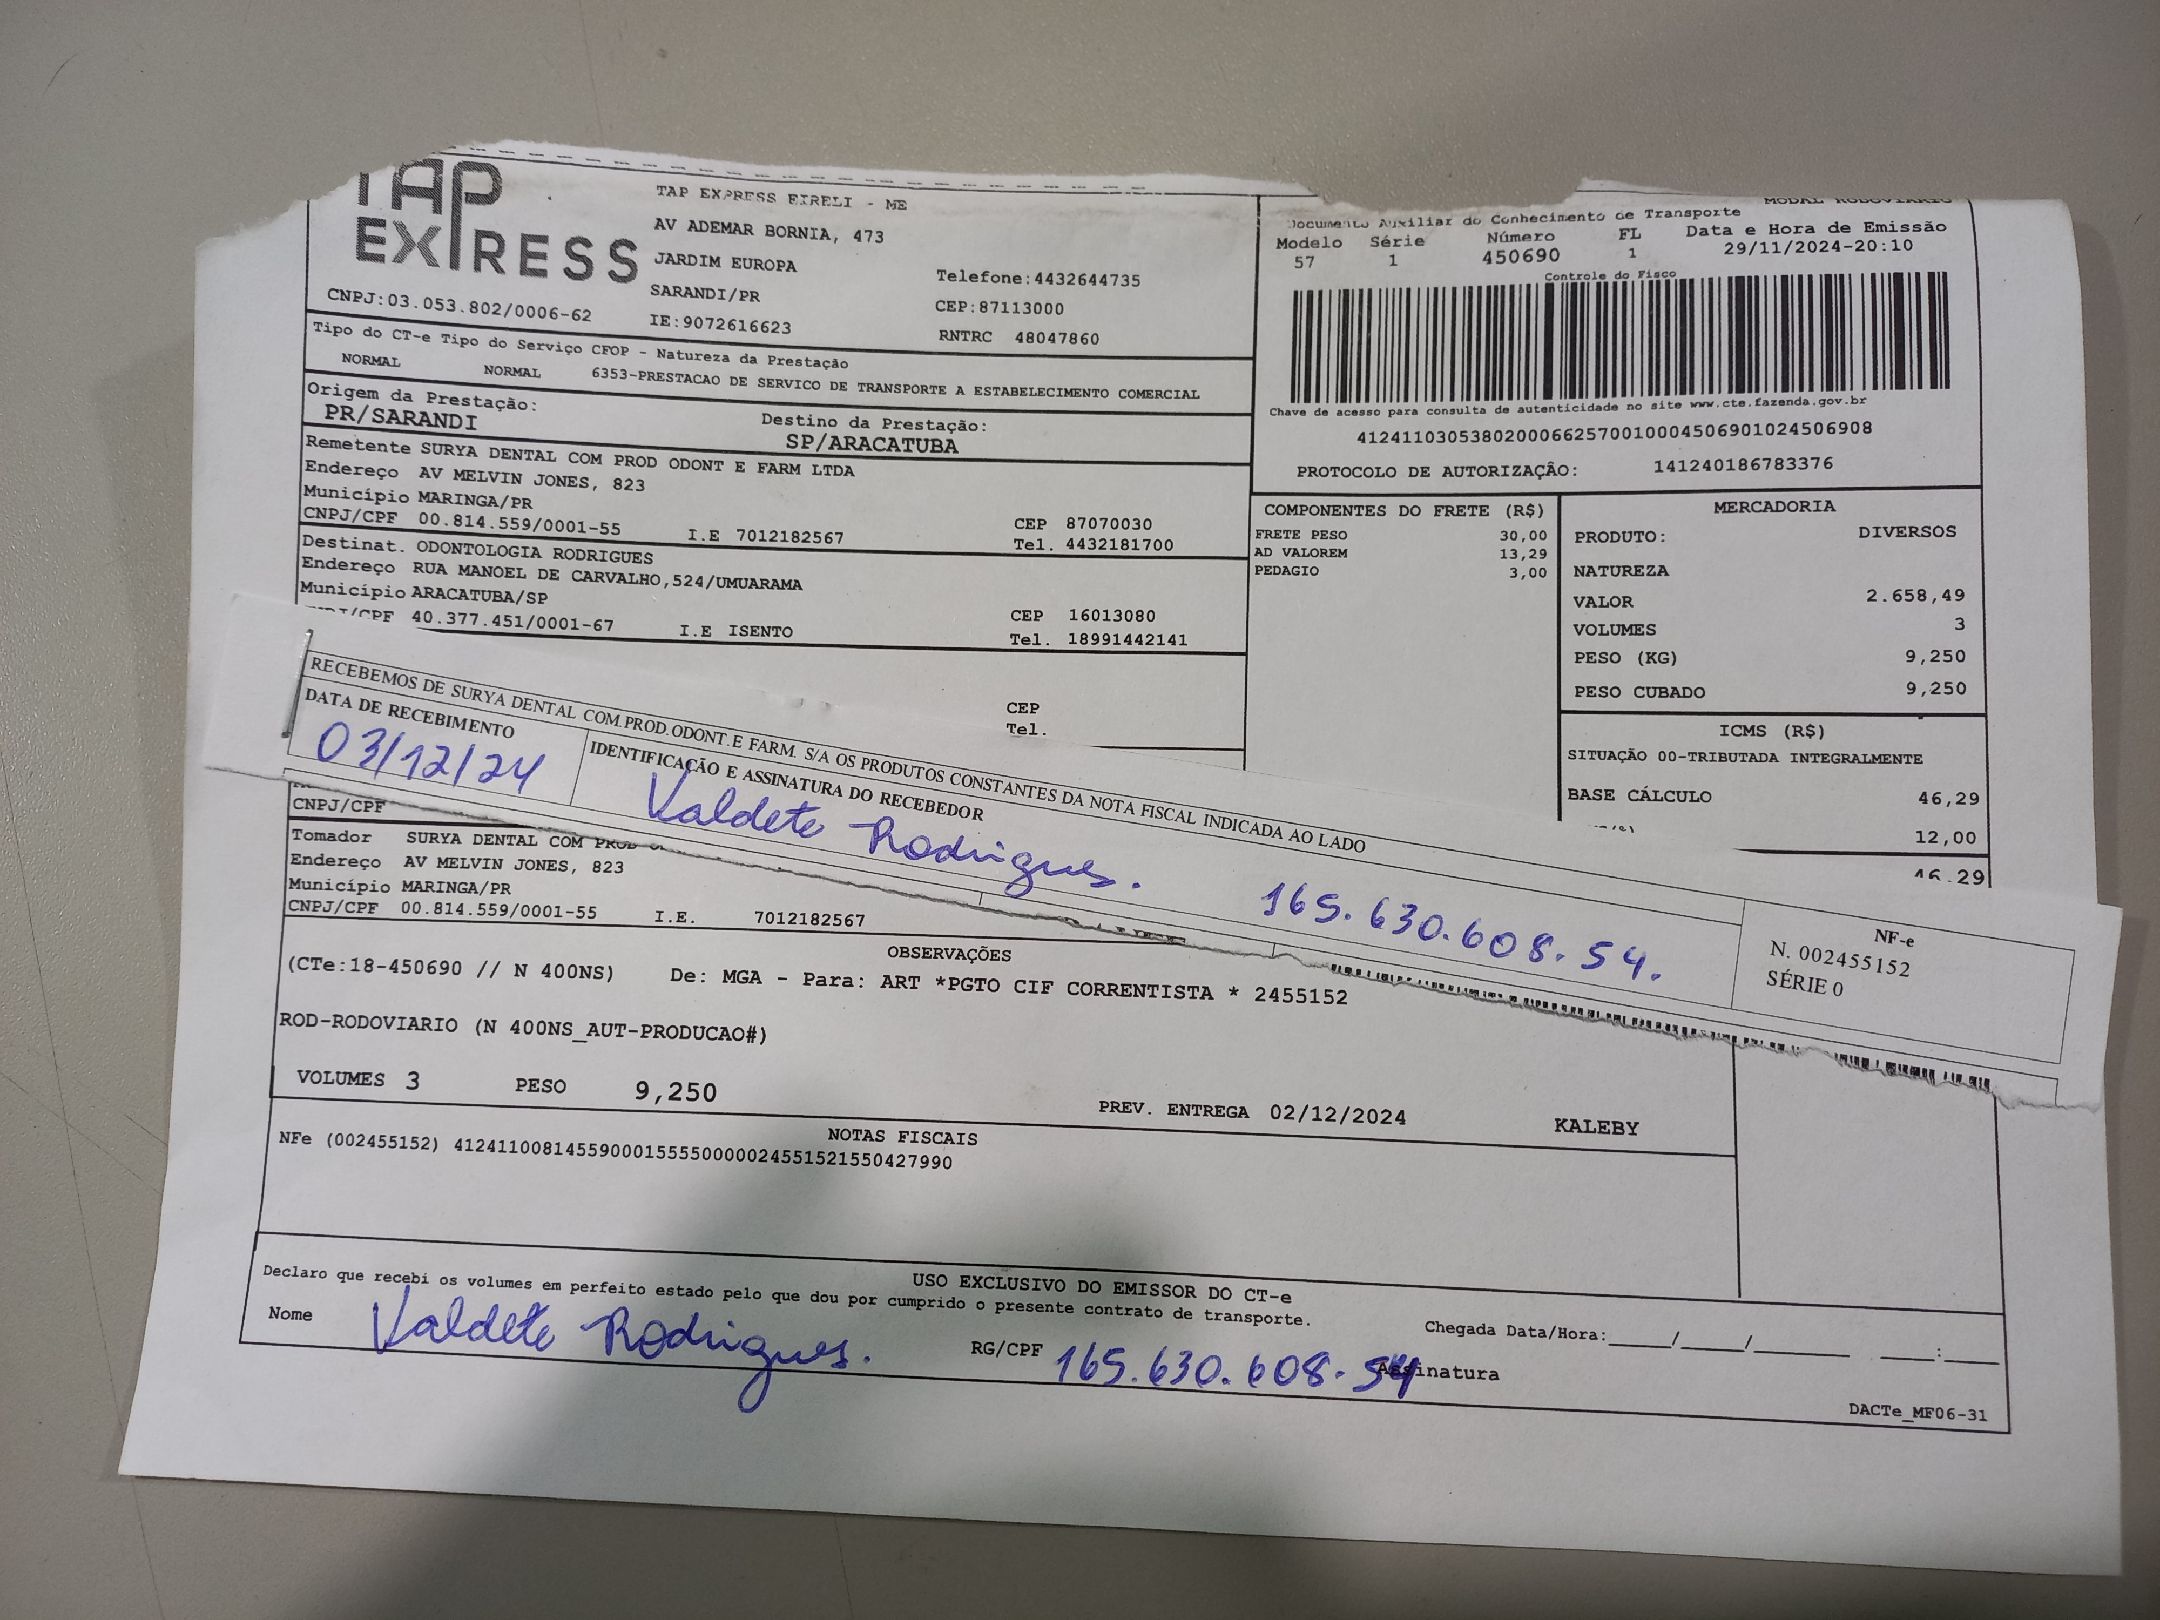 TAP
EXPRESS
CNPJ:03.053.802/0006-62
TAP EXPRESS EIRELI - ME
AV ADEMAR BORNIA, 473
JARDIM EUROPA
SARANDI/PR
IE:9072616623
Telefone:4432644735
CEP:87113000
RNTRC 48047860
MODAL RODOVIARIO
Documento Auxiliar do Conhecimento de Transporte
Modelo Série Número FL Data e Hora de Emissão
57 1 450690 1 29/11/2024-20:10
Controle do Fisco
Chave de acesso para consulta de autenticidade no site www.cte.fazenda.gov.br
41241103053802000662570010004506901024506908
PROTOCOLO DE AUTORIZAÇÃO: 141240186783376
Tipo do CT-e Tipo do Serviço CFOP - Natureza da Prestação
NORMAL NORMAL 6353-PRESTACAO DE SERVICO DE TRANSPORTE A ESTABELECIMENTO COMERCIAL
Origem da Prestação: Destino da Prestação:
PR/SARANDI SP/ARACATUBA
Remetente SURYA DENTAL COM PROD ODONT E FARM LTDA
Endereço AV MELVIN JONES, 823
Município MARINGA/PR CEP 87070030
CNPJ/CPF 00.814.559/0001-55 I.E 7012182567 Tel. 4432181700
Destinat. ODONTOLOGIA RODRIGUES
Endereço RUA MANOEL DE CARVALHO,524/UMUARAMA
Município ARACATUBA/SP CEP 16013080
CNPJ/CPF 40.377.451/0001-67 I.E ISENTO Tel. 18991442141
CEP
Tel.
COMPONENTES DO FRETE (R$)
FRETE PESO 30,00
AD VALOREM 13,29
PEDAGIO 3,00
MERCADORIA
PRODUTO: DIVERSOS
NATUREZA
VALOR 2.658,49
VOLUMES 3
PESO (KG) 9,250
PESO CUBADO 9,250
ICMS (R$)
SITUAÇÃO 00-TRIBUTADA INTEGRALMENTE
BASE CÁLCULO 46,29
12,00
46,29
RECEBEMOS DE SURYA DENTAL COM.PROD.ODONT.E FARM. S/A OS PRODUTOS CONSTANTES DA NOTA FISCAL INDICADA AO LADO
DATA DE RECEBIMENTO IDENTIFICAÇÃO E ASSINATURA DO RECEBEDOR
03/12/24 Valdete Rodrigues. 165.630.608.54.
NF-e
N. 002455152
SÉRIE 0
CNPJ/CPF
Tomador SURYA DENTAL COM PROD
Endereço AV MELVIN JONES, 823
Município MARINGA/PR
CNPJ/CPF 00.814.559/0001-55 I.E. 7012182567
OBSERVAÇÕES
(CTe:18-450690 // N 400NS) De: MGA - Para: ART *PGTO CIF CORRENTISTA * 2455152
ROD-RODOVIARIO (N 400NS_AUT-PRODUCAO#)
VOLUMES 3 PESO 9,250 PREV. ENTREGA 02/12/2024 KALEBY
NOTAS FISCAIS
NFe (002455152) 41241100814559000155550000024551521550427990
USO EXCLUSIVO DO EMISSOR DO CT-e
Declaro que recebi os volumes em perfeito estado pelo que dou por cumprido o presente contrato de transporte.
Nome Valdete Rodrigues. RG/CPF 165.630.608-54 Assinatura
Chegada Data/Hora:_____/_____/________ ____:____
DACTe_MF06-31